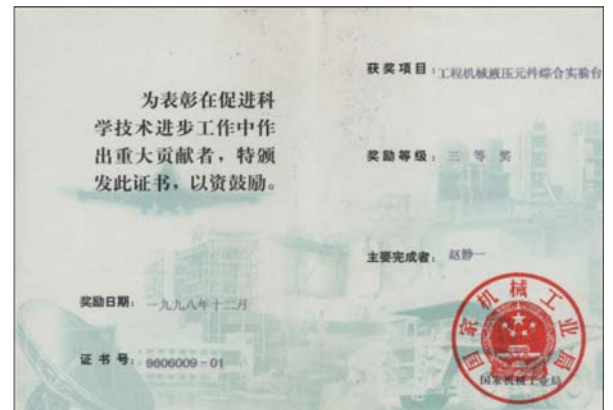 为表彰在促进科
学技术进步工作中作
出重大贡献者，特颁
发此证书，以资鼓励。
奖励日期：一九九八年十二月
证书号：9606009-01
获奖项目：工程机械液压元件综合实验台
奖励等级：三等奖
主要完成者：赵静一
国家机械工业局
国家机械工业局